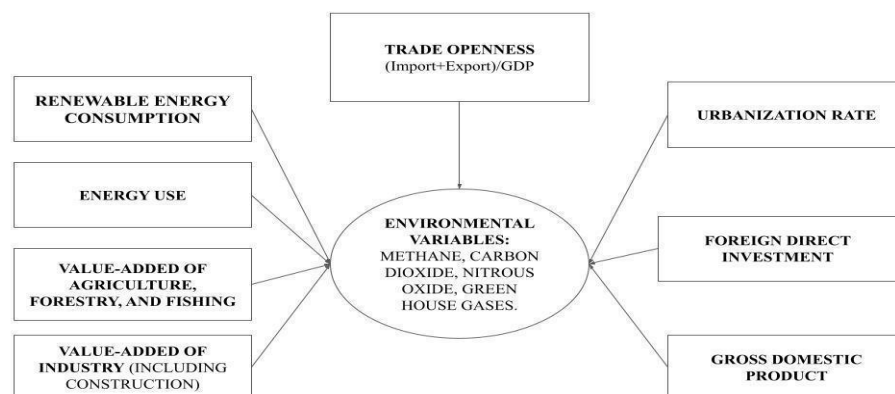 TRADE OPENNESS
(Import+Export)/GDP
RENEWABLE ENERGY
CONSUMPTION
ENERGY USE
VALUE-ADDED OF
AGRICULTURE,
FORESTRY, AND FISHING
VALUE-ADDED OF
INDUSTRY (INCLUDING
CONSTRUCTION)
ENVIRONMENTAL
VARIABLES:
METHANE, CARBON
DIOXIDE, NITROUS
OXIDE, GREEN
HOUSE GASES.
URBANIZATION RATE
FOREIGN DIRECT
INVESTMENT
GROSS DOMESTIC
PRODUCT